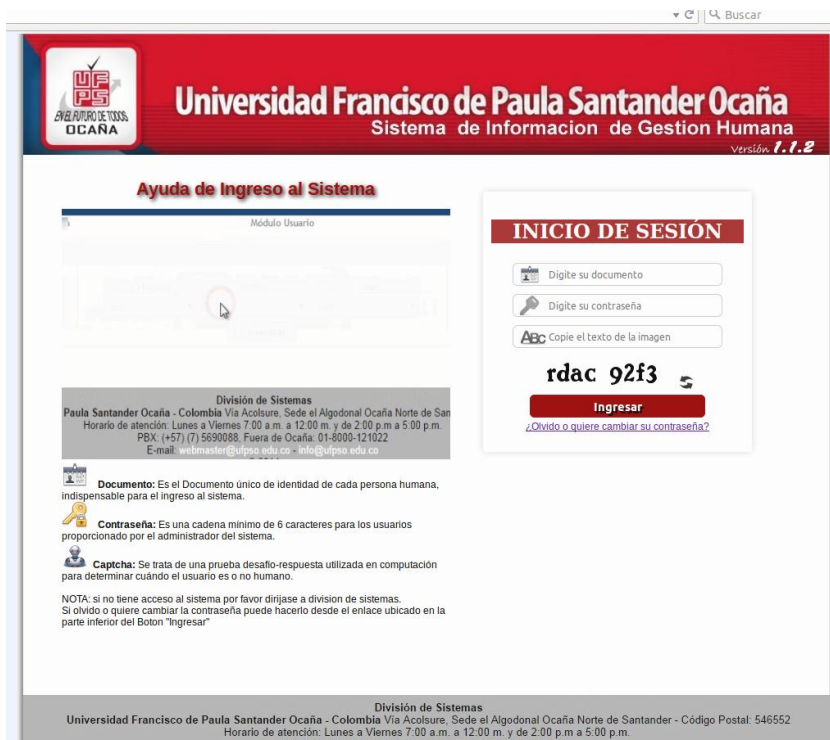 Buscar
UFPS
EN EL FUTURO DE TODOS
OCAÑA
Universidad Francisco de Paula Santander Ocaña
Sistema de Informacion de Gestion Humana
Versión 1.1.2
Ayuda de Ingreso al Sistema
Módulo Usuario
División de Sistemas
Paula Santander Ocaña - Colombia Vía Acolsure, Sede el Algodonal Ocaña Norte de San
Horario de atención: Lunes a Viernes 7:00 a.m. a 12:00 m. y de 2:00 p.m a 5:00 p.m.
PBX: (+57) (7) 5690088, Fuera de Ocaña: 01-8000-121022
E-mail: webmaster@ufpso.edu.co - info@ufpso.edu.co
Documento: Es el Documento único de identidad de cada persona humana,
indispensable para el ingreso al sistema.
Contraseña: Es una cadena mínimo de 6 caracteres para los usuarios
proporcionado por el administrador del sistema.
Captcha: Se trata de una prueba desafío-respuesta utilizada en computación
para determinar cuándo el usuario es o no humano.
NOTA: si no tiene acceso al sistema por favor dirijase a division de sistemas.
Si olvido o quiere cambiar la contraseña puede hacerlo desde el enlace ubicado en la
parte inferior del Boton "Ingresar"
INICIO DE SESIÓN
Digite su documento
Digite su contraseña
ABC Copie el texto de la imagen
rdac 92f3
Ingresar
¿Olvido o quiere cambiar su contraseña?
División de Sistemas
Universidad Francisco de Paula Santander Ocaña - Colombia Vía Acolsure, Sede el Algodonal Ocaña Norte de Santander - Código Postal: 546552
Horario de atención: Lunes a Viernes 7:00 a.m. a 12:00 m. y de 2:00 p.m a 5:00 p.m.